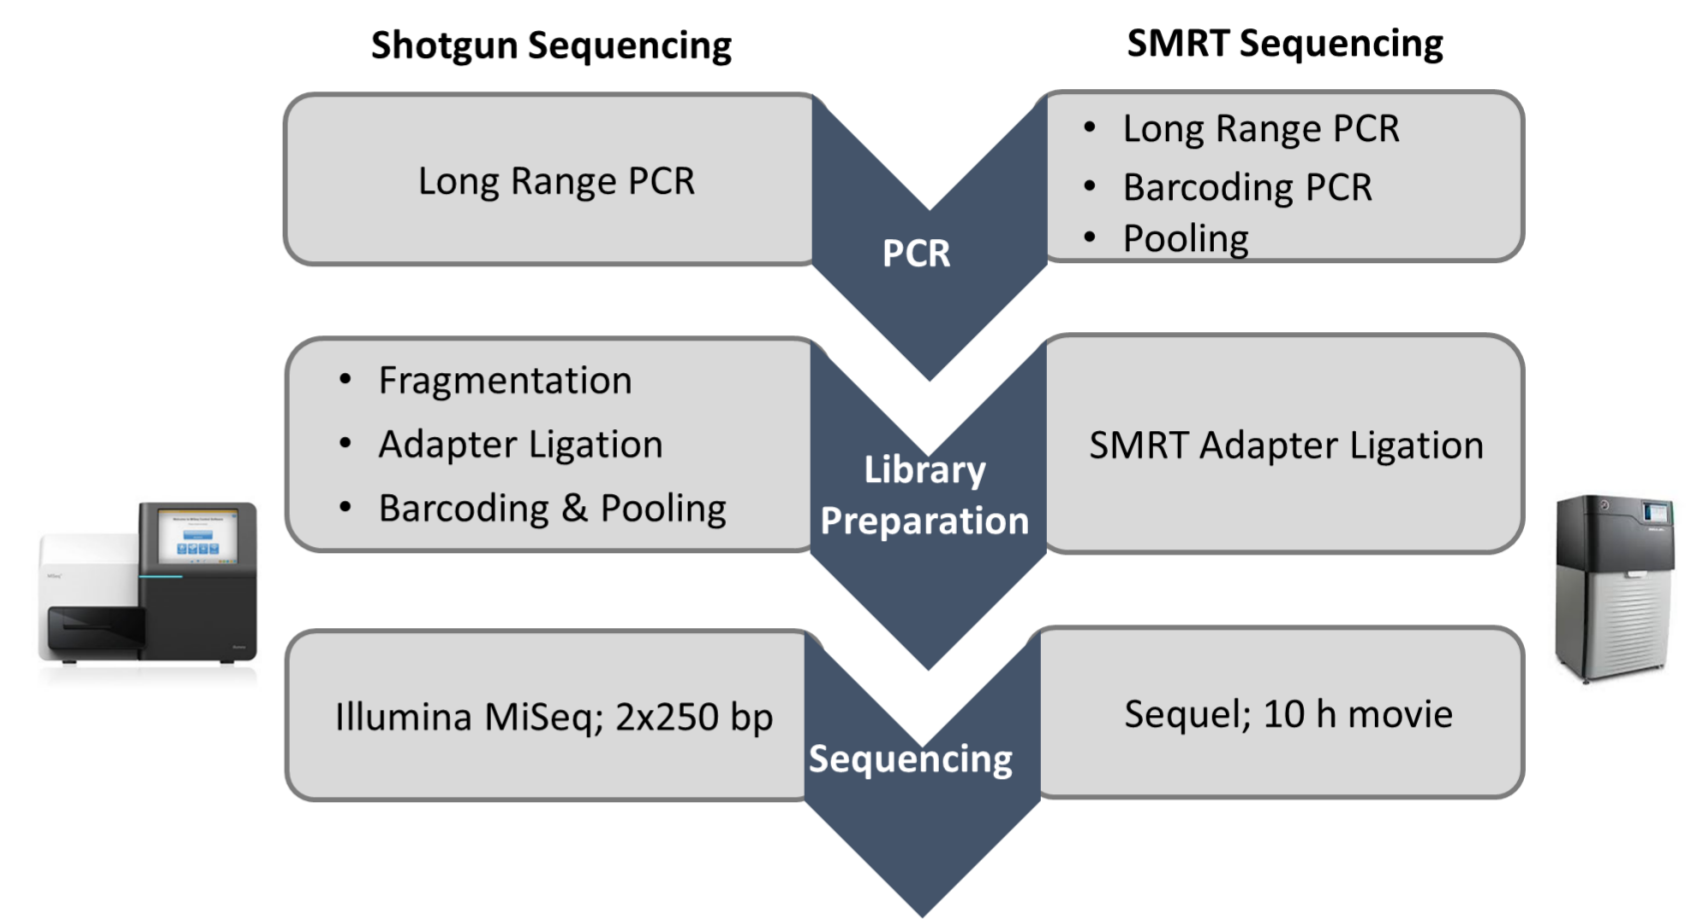 Shotgun Sequencing
SMRT Sequencing
Long Range PCR
PCR
• Long Range PCR
• Barcoding PCR
• Pooling
• Fragmentation
• Adapter Ligation
• Barcoding & Pooling
Library
Preparation
SMRT Adapter Ligation
Illumina MiSeq; 2x250 bp
Sequencing
Sequel; 10 h movie